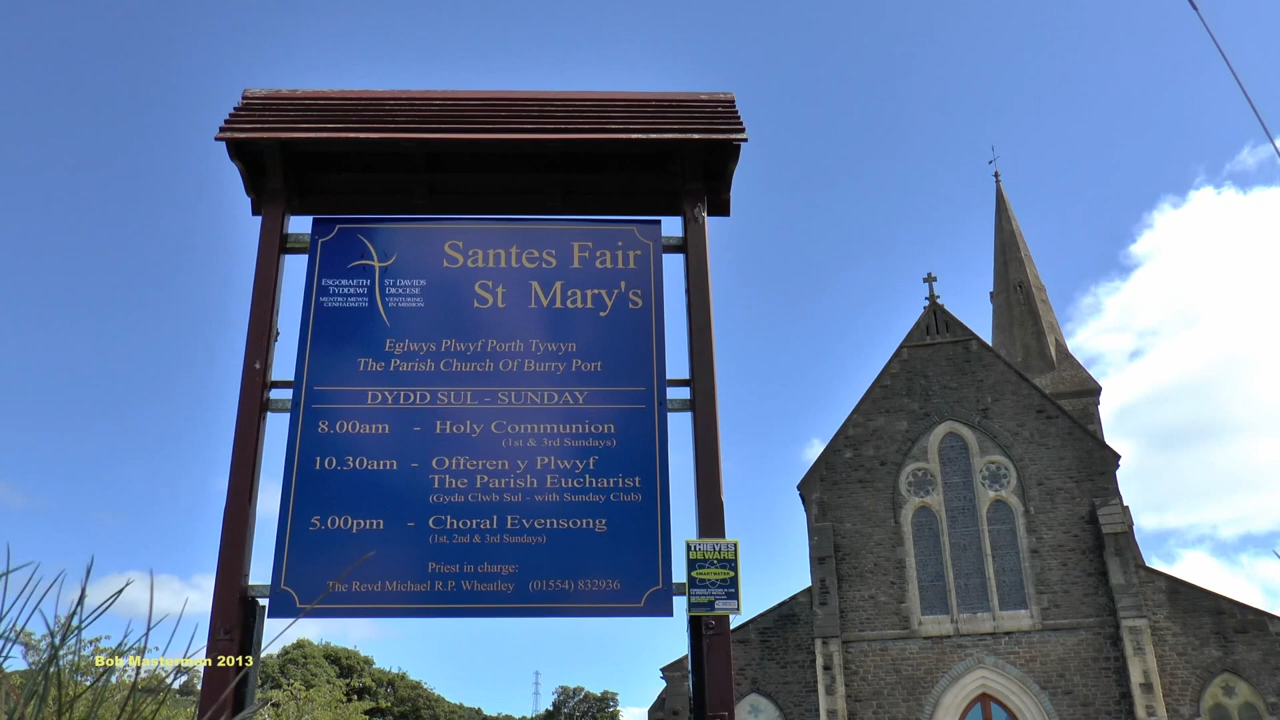 Santes Fair
St Mary's
ESGOBAETH
TYDDEWI
MENTRO MEWN
CENHADAETH
ST DAVIDS
DIOCESE
VENTURING
IN MISSION
Eglwys Plwyf Porth Tywyn
The Parish Church Of Burry Port
DYDD SUL - SUNDAY
8.00am - Holy Communion
(1st & 3rd Sundays)
10.30am - Offeren y Plwyf
The Parish Eucharist
(Gyda Clwb Sul - with Sunday Club)
5.00pm - Choral Evensong
(1st, 2nd & 3rd Sundays)
Priest in charge:
The Revd Michael R.P. Wheatley (01554) 832936
THIEVES
BEWARE
SMARTWATER
Bob Masterman 2013